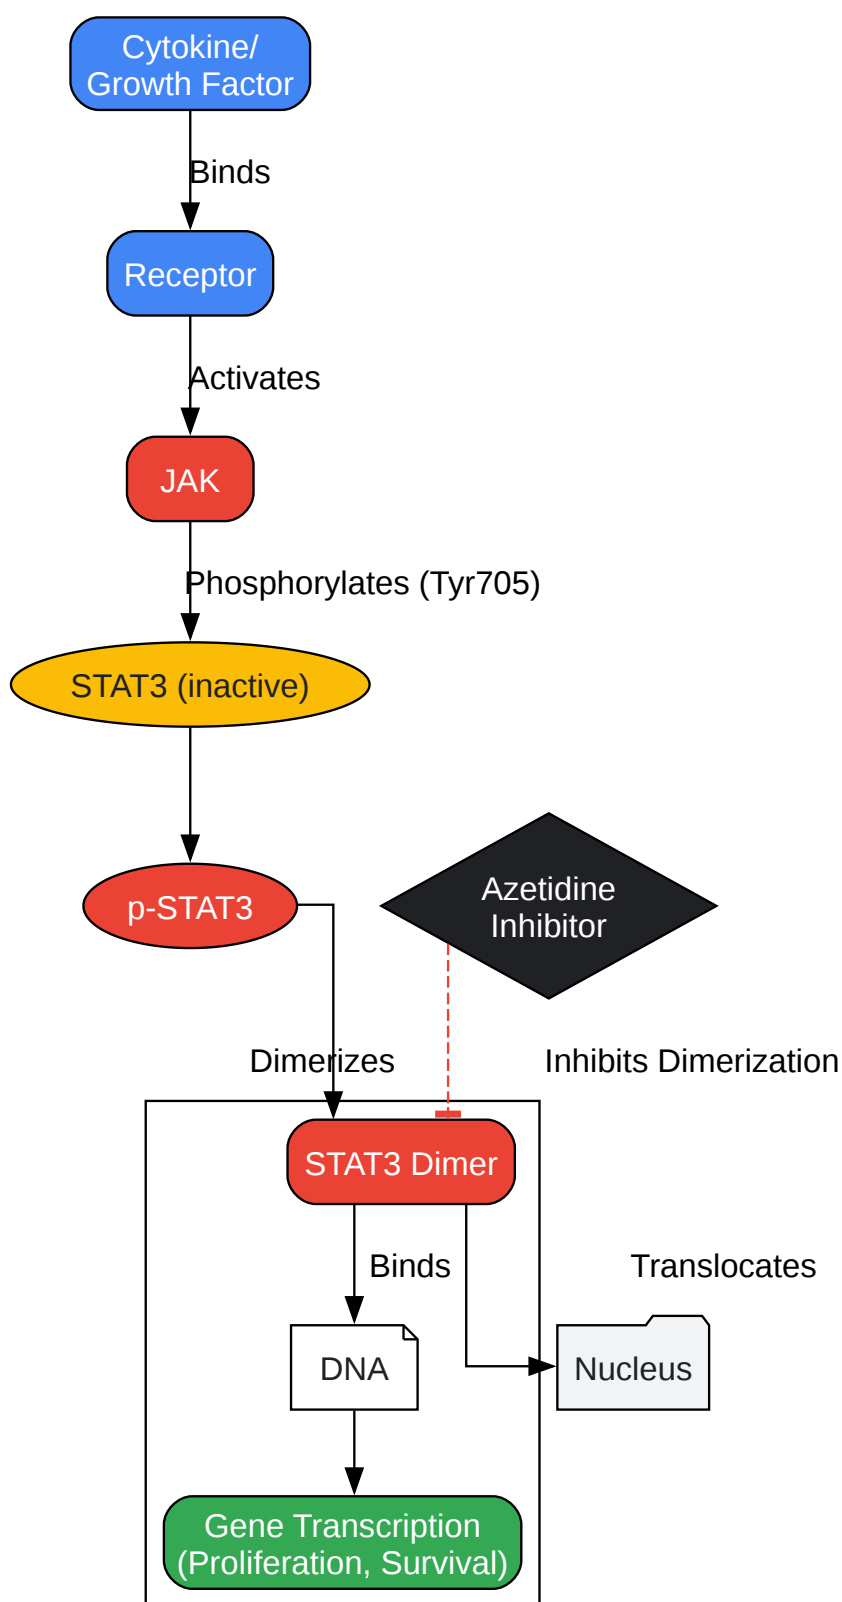 Cytokine/
Growth Factor
Binds
Receptor
Activates
JAK
Phosphorylates (Tyr705)
STAT3 (inactive)
p-STAT3
Azetidine
Inhibitor
Dimerizes
Inhibits Dimerization
STAT3 Dimer
Binds
Translocates
DNA
Nucleus
Gene Transcription
(Proliferation, Survival)